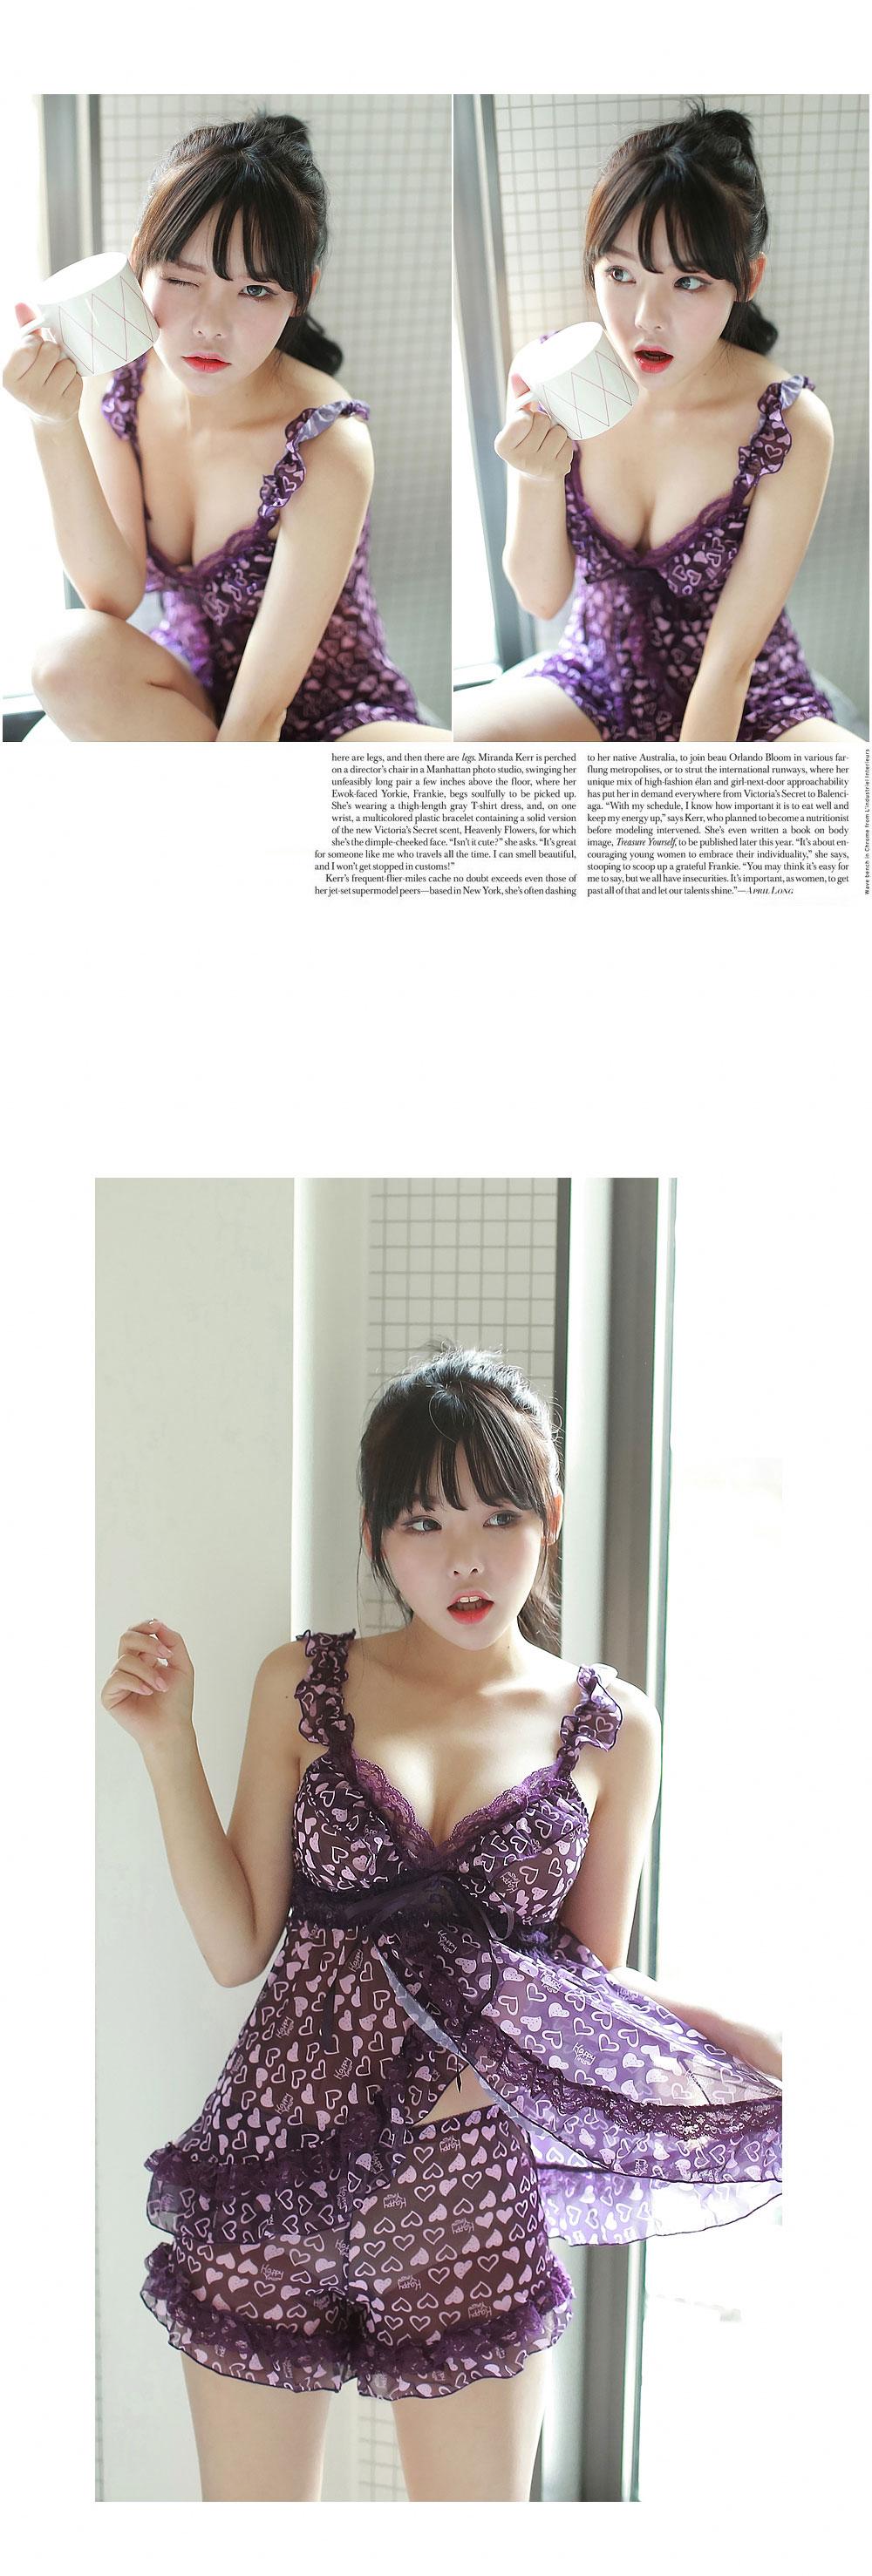 here are legs, and then there are legs. Miranda Kerr is perched
on a director's chair in a Manhattan photo studio, swinging her
unfeasibly long pair a few inches above the floor, where her
Ewok-faced Yorkie, Frankie, begs soulfully to be picked up.
She's wearing a thigh-length gray T-shirt dress, and, on one
wrist, a multicolored plastic bracelet containing a solid version
of the new Victoria's Secret scent, Heavenly Flowers, for which
she's the dimple-cheeked face. “Isn't it cute?” she asks. “It's great
for someone like me who travels all the time. I can smell beautiful,
and I won't get stopped in customs!”
Kerr's frequent-flier-miles cache no doubt exceeds even those of
her jet-set supermodel peers—based in New York, she's often dashing
to her native Australia, to join beau Orlando Bloom in various far-
flung metropolises, or to strut the international runways, where her
unique mix of high-fashion élan and girl-next-door approachability
has put her in demand everywhere from Victoria's Secret to Balenci-
aga. “With my schedule, I know how important it is to eat well and
keep my energy up,” says Kerr, who planned to become a nutritionist
before modeling intervened. She's even written a book on body
image, Treasure Yourself, to be published later this year. “It's about en-
couraging young women to embrace their individuality,” she says,
stooping to scoop up a grateful Frankie. “You may think it's easy for
me to say, but we all have insecurities. It's important, as women, to get
past all of that and let our talents shine.”—APRIL LONG
Wave bench in Chrome from L'Industriel Interieurs
Happy